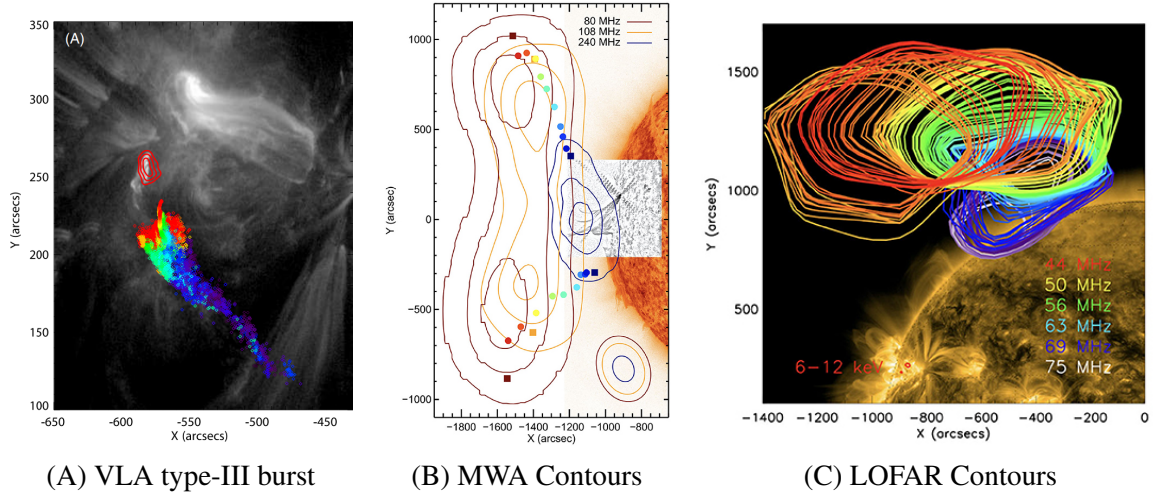 (A)
350
300
250
200
150
100
Y (arcsecs)
-600
-550
-500
-450
X (arcsecs)
(A) VLA type-III burst
80 MHz
108 MHz
240 MHz
1000
500
0
−500
−1000
Y (arcsec)
−1800
−1600
−1400
−1200
−1000
−800
X (arcsec)
(B) MWA Contours
1500
1000
500
Y (arcsecs)
44 MHz
50 MHz
56 MHz
63 MHz
69 MHz
75 MHz
6−12 keV
−1400
−1200
−1000
−800
−600
−400
−200
0
X (arcsecs)
(C) LOFAR Contours